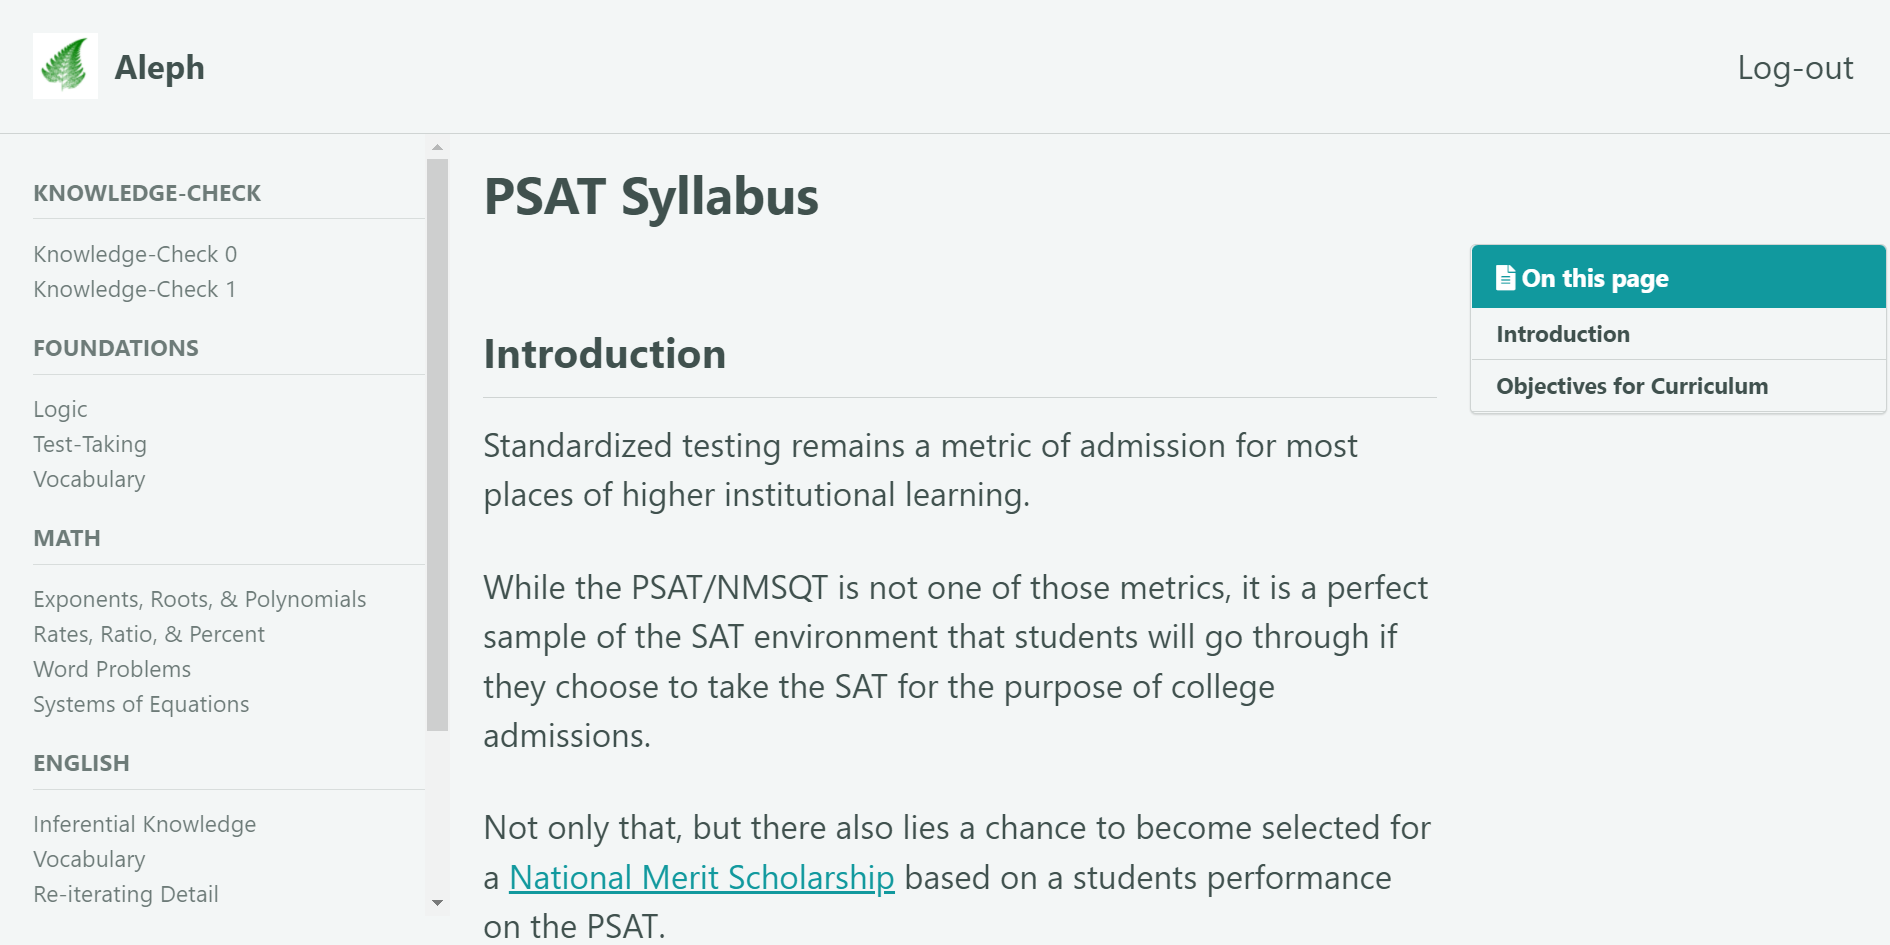 Aleph
Log-out
KNOWLEDGE-CHECK
Knowledge-Check 0
Knowledge-Check 1
FOUNDATIONS
Logic
Test-Taking
Vocabulary
MATH
Exponents, Roots, & Polynomials
Rates, Ratio, & Percent
Word Problems
Systems of Equations
ENGLISH
Inferential Knowledge
Vocabulary
Re-iterating Detail
PSAT Syllabus
Introduction
Standardized testing remains a metric of admission for most
places of higher institutional learning.
While the PSAT/NMSQT is not one of those metrics, it is a perfect
sample of the SAT environment that students will go through if
they choose to take the SAT for the purpose of college
admissions.
Not only that, but there also lies a chance to become selected for
a National Merit Scholarship based on a students performance
on the PSAT.
On this page
Introduction
Objectives for Curriculum